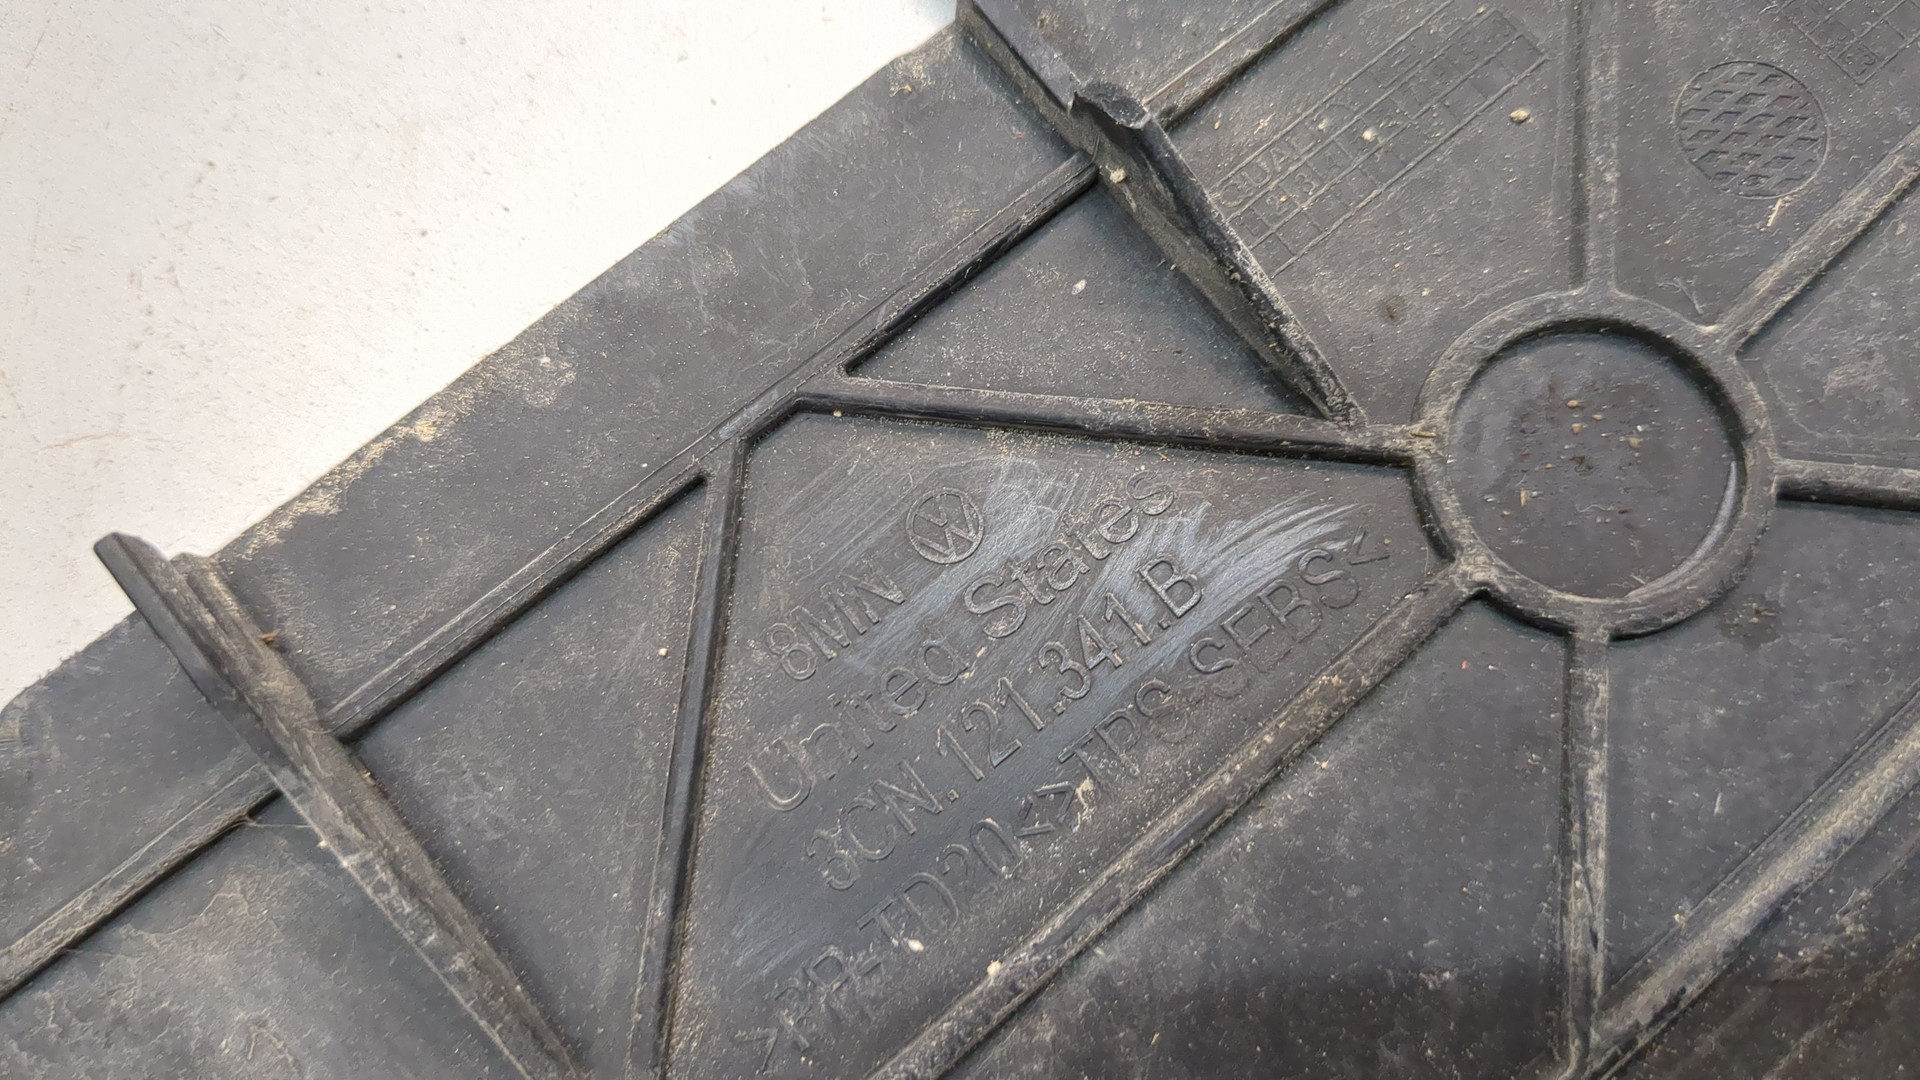 8MN
United States
3CN.121.341.B
>PP-TD20<>TPS-SEBS<